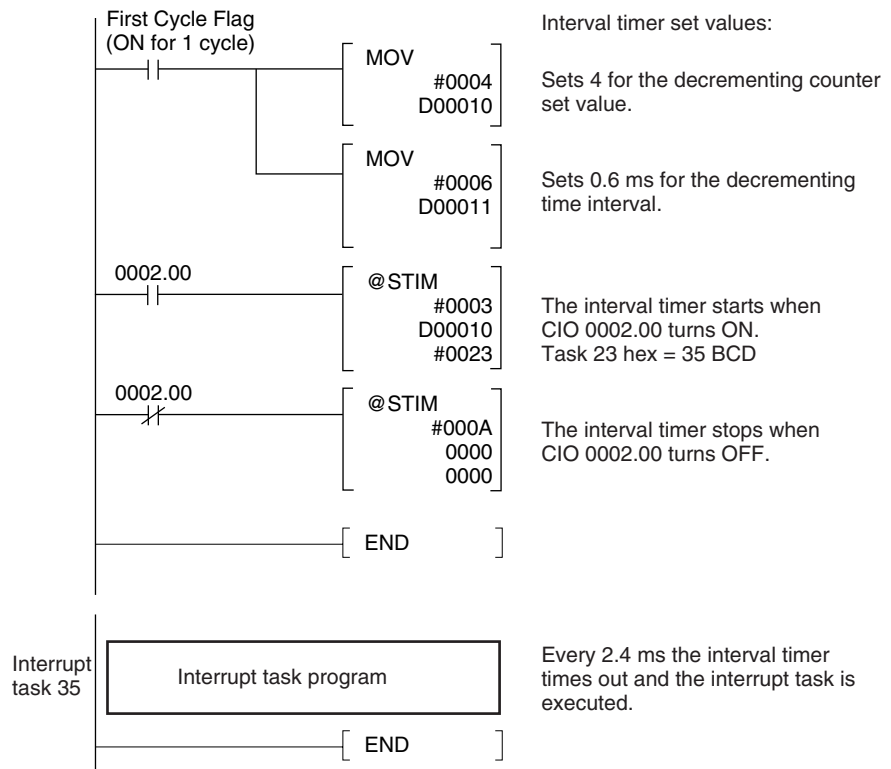 First Cycle Flag
(ON for 1 cycle)
MOV
#0004
D00010
Interval timer set values:
Sets 4 for the decrementing counter
set value.
MOV
#0006
D00011
Sets 0.6 ms for the decrementing
time interval.
0002.00
@STIM
#0003
D00010
#0023
The interval timer starts when
CIO 0002.00 turns ON.
Task 23 hex = 35 BCD
0002.00
@STIM
#000A
0000
0000
The interval timer stops when
CIO 0002.00 turns OFF.
END
Interrupt
task 35
Interrupt task program
Every 2.4 ms the interval timer
times out and the interrupt task is
executed.
END